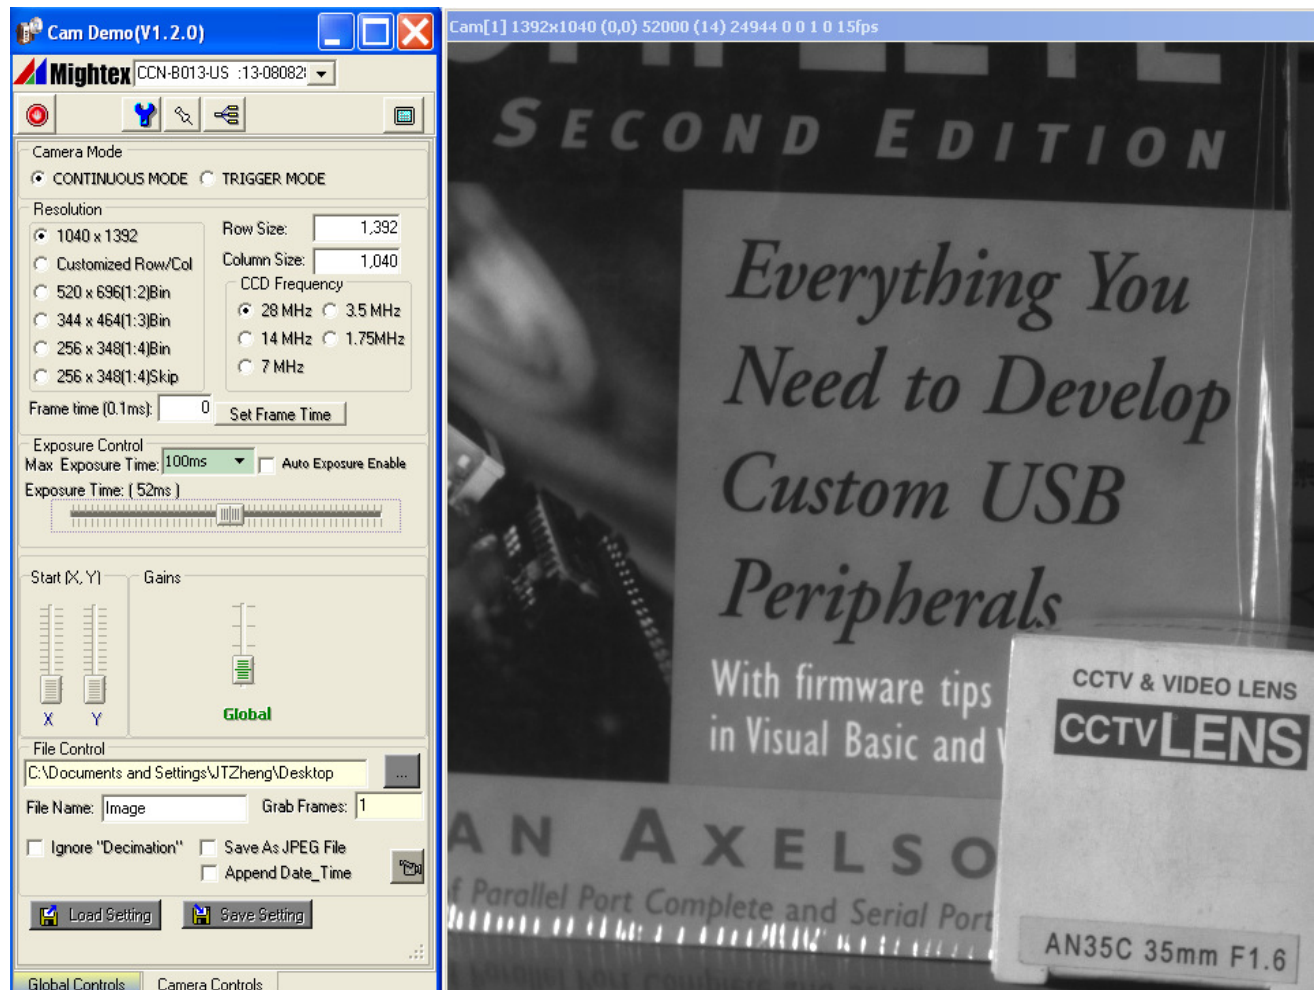 Cam Demo(V1.2.0)
Mightex CCN-B013-US :13-08082
Camera Mode
CONTINUOUS MODE TRIGGER MODE
Resolution
1040 x 1392
Customized Row/Col
520 x 696(1:2)Bin
344 x 464(1:3)Bin
256 x 348(1:4)Bin
256 x 348(1:4)Skip
Row Size: 1,392
Column Size: 1,040
CCD Frequency
28 MHz 3.5 MHz
14 MHz 1.75MHz
7 MHz
Frame time (0.1ms): 0 Set Frame Time
Exposure Control
Max Exposure Time: 100ms Auto Exposure Enable
Exposure Time: ( 52ms )
Start (X, Y) Gains
X Y Global
File Control
C:\Documents and Settings\JTZheng\Desktop ...
File Name: Image Grab Frames: 1
Ignore "Decimation" Save As JPEG File
Append Date_Time
Load Setting Save Setting
Global Controls Camera Controls
Cam[1] 1392x1040 (0,0) 52000 (14) 24944 0 0 1 0 15fps
SECOND EDITION
Everything You
Need to Develop
Custom USB
Peripherals
With firmware tips
in Visual Basic and
AN AXELSO
f Parallel Port Complete and Serial Port
CCTV & VIDEO LENS
CCTV LENS
AN35C 35mm F1.6